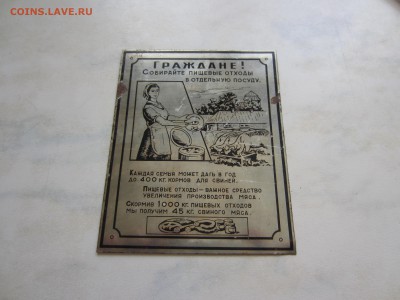 COINS.LAVE.RU
ГРАЖДАНЕ!
СОБИРАЙТЕ ПИЩЕВЫЕ ОТХОДЫ
В ОТДЕЛЬНУЮ ПОСУДУ.
КАЖДАЯ СЕМЬЯ МОЖЕТ ДАТЬ В ГОД
ДО 400 КГ. КОРМОВ ДЛЯ СВИНЕЙ.
ПИЩЕВЫЕ ОТХОДЫ – ВАЖНОЕ СРЕДСТВО
УВЕЛИЧЕНИЯ ПРОИЗВОДСТВА МЯСА.
СКОРМИВ 1000 КГ. ПИЩЕВЫХ ОТХОДОВ
МЫ ПОЛУЧИМ 45 КГ. СВИНОГО МЯСА.